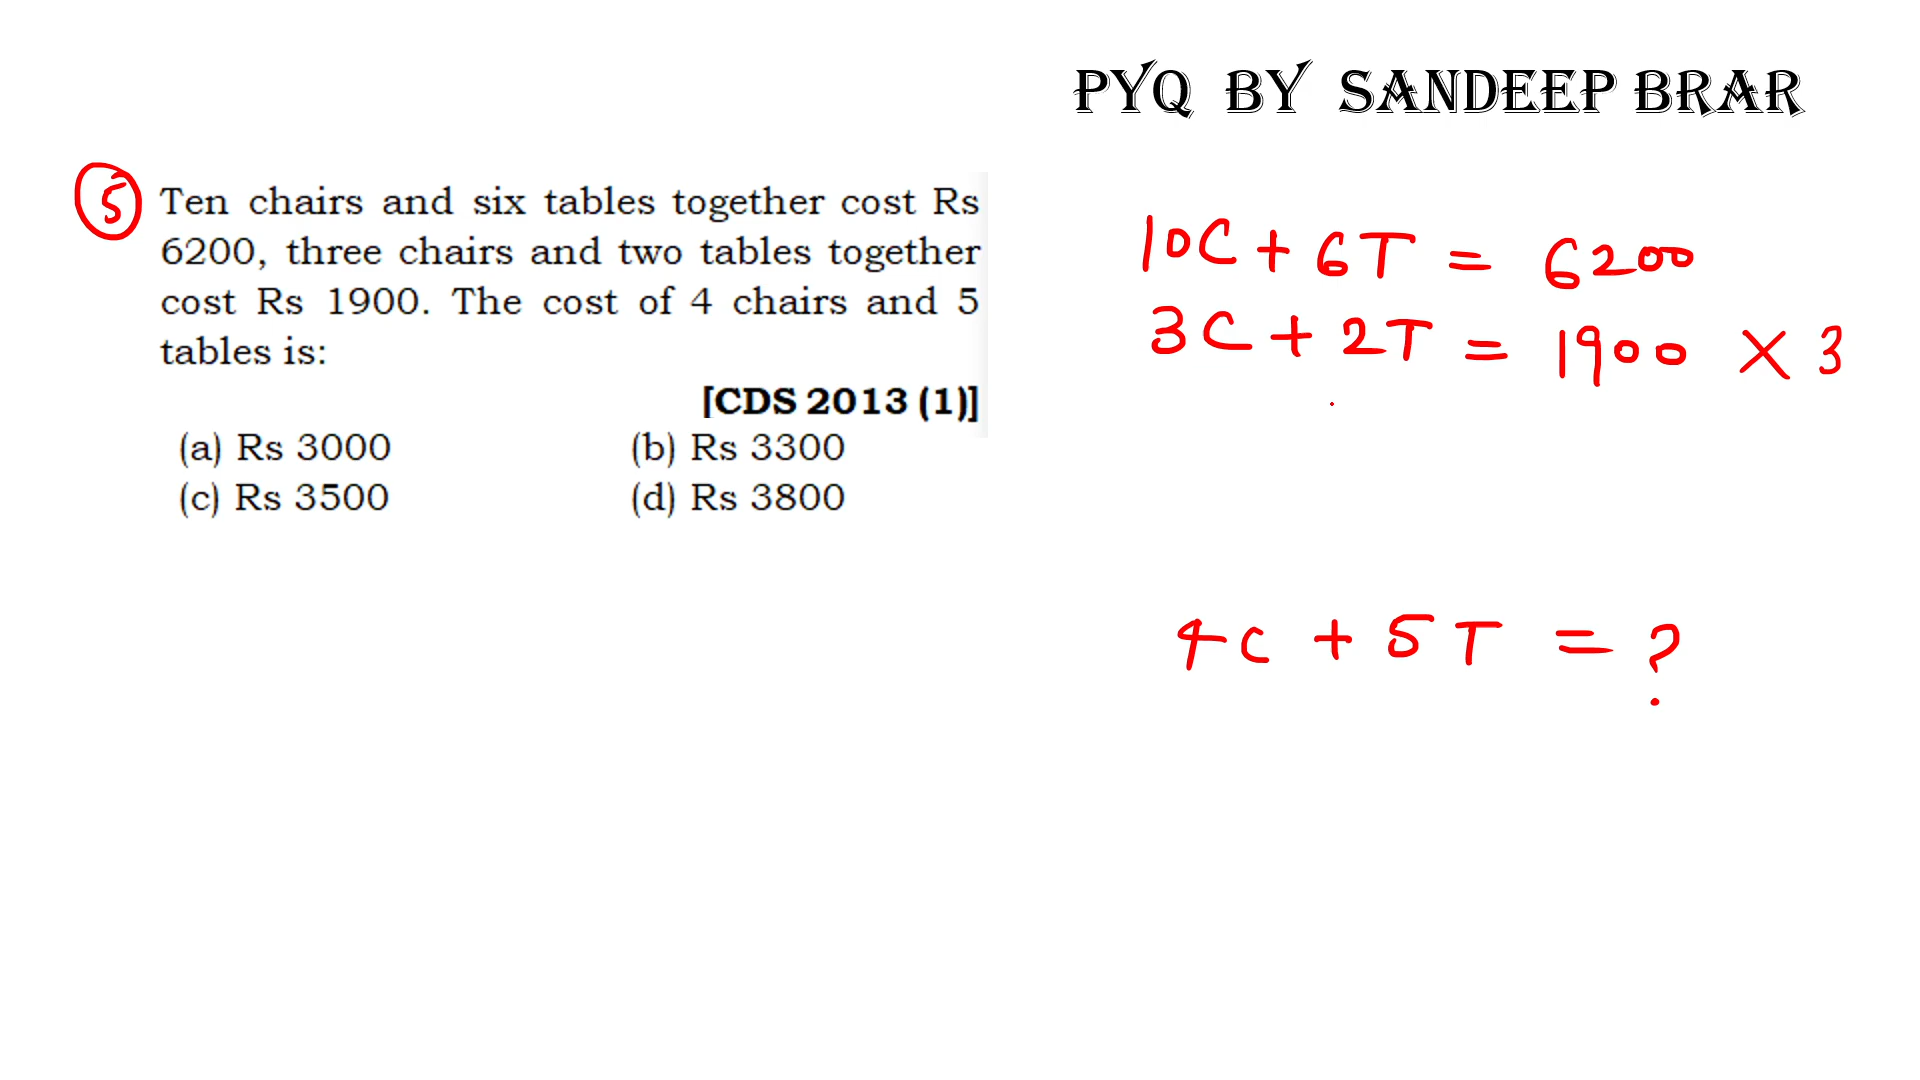 PYQ BY SANDEEP BRAR
5 Ten chairs and six tables together cost Rs
6200, three chairs and two tables together
cost Rs 1900. The cost of 4 chairs and 5
tables is:
[CDS 2013 (1)]
(a) Rs 3000 (b) Rs 3300
(c) Rs 3500 (d) Rs 3800
10C + 6T = 6200
3C + 2T = 1900 × 3
4C + 5T = ?